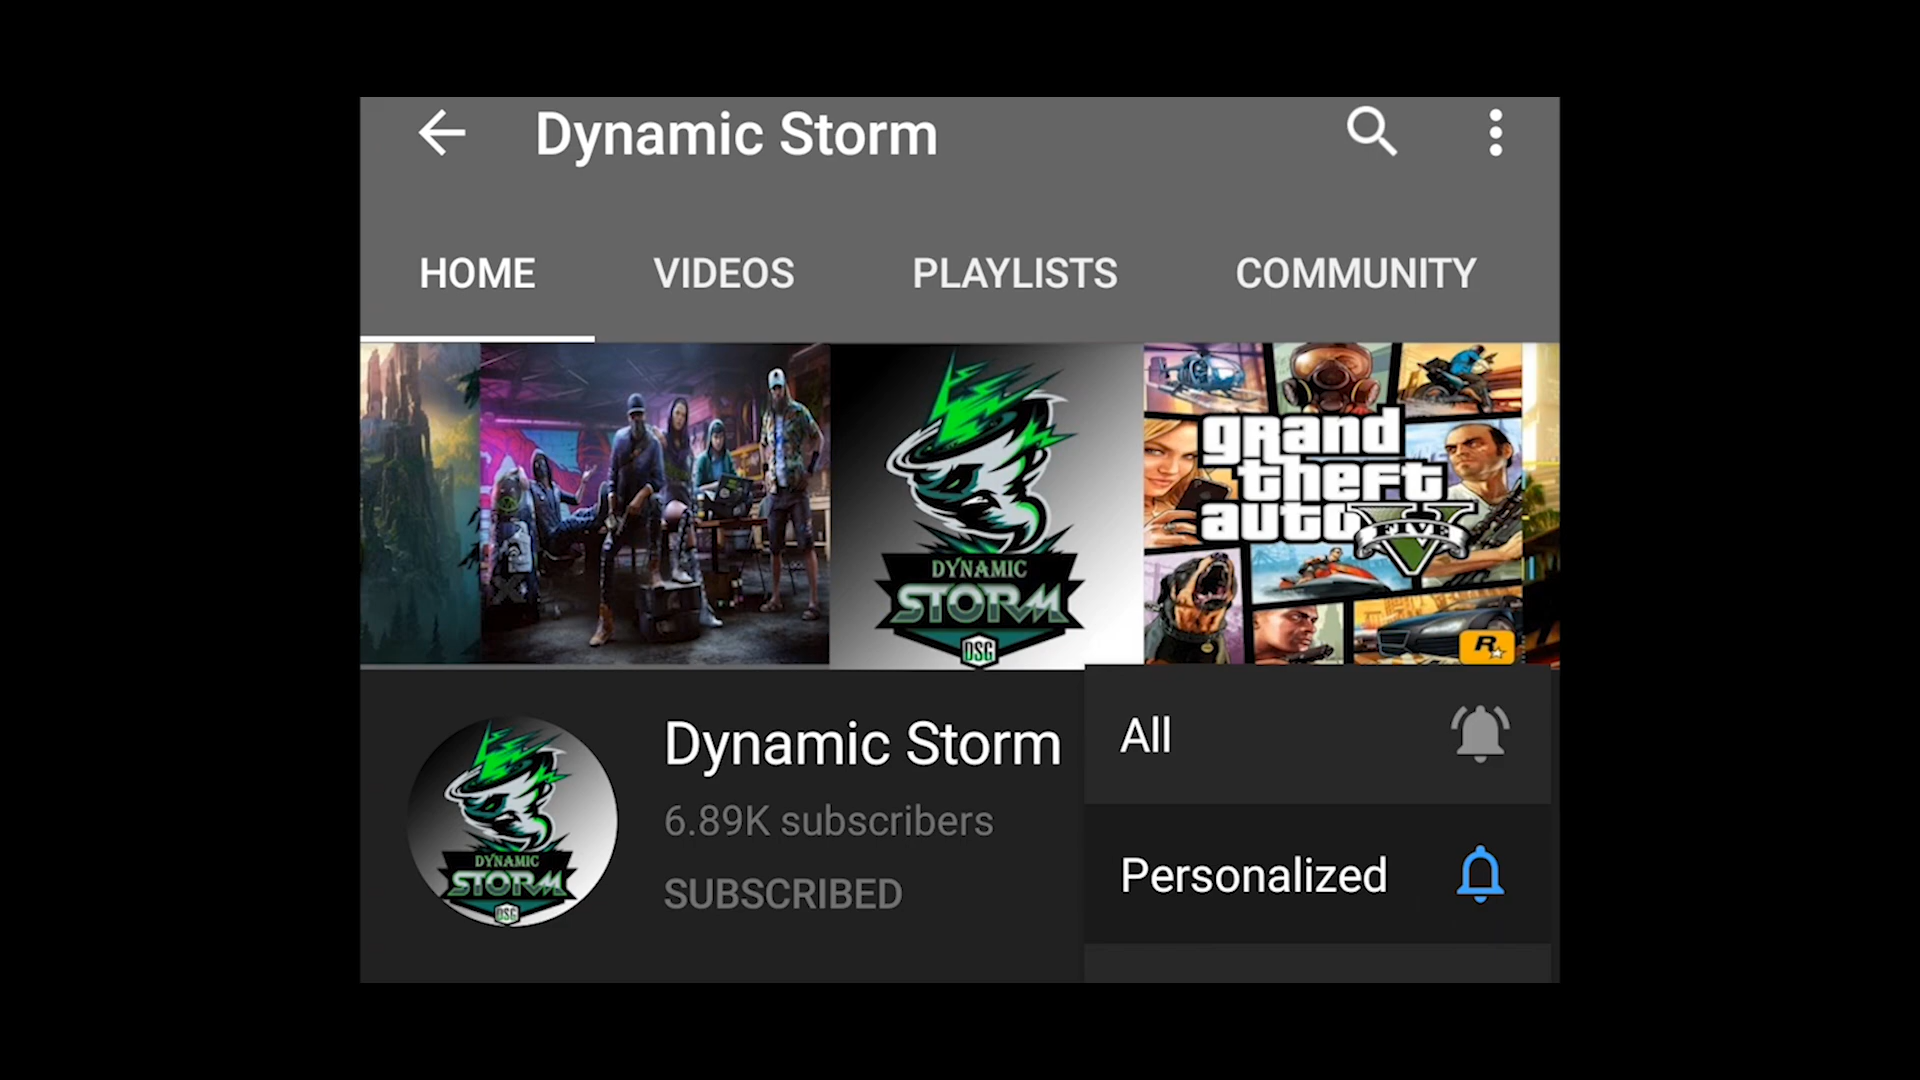 Dynamic Storm
HOME VIDEOS PLAYLISTS COMMUNITY
DYNAMIC
STORM
DSG
grand
theft
auto
FIVE
V
R
Dynamic Storm
6.89K subscribers
SUBSCRIBED
DYNAMIC
STORM
DSG
All
Personalized